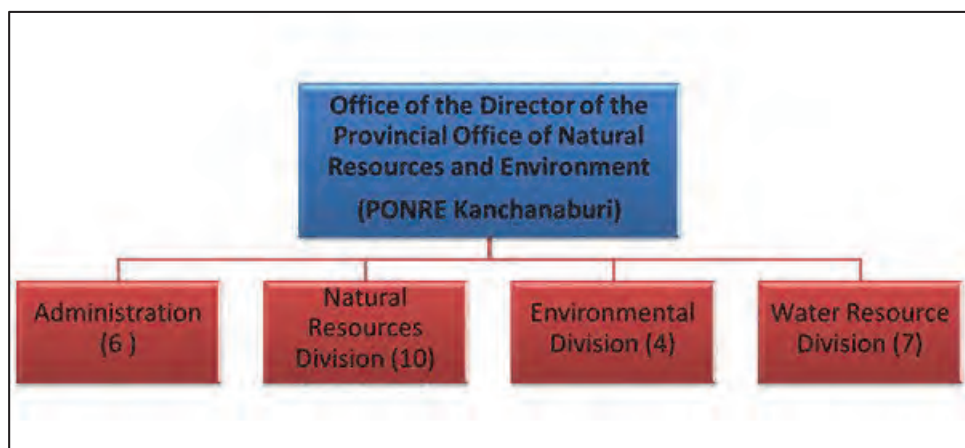 Office of the Director of the
Provincial Office of Natural
Resources and Environment
(PONRE Kanchanaburi)
Administration
(6 )
Natural
Resources
Division (10)
Environmental
Division (4)
Water Resource
Division (7)